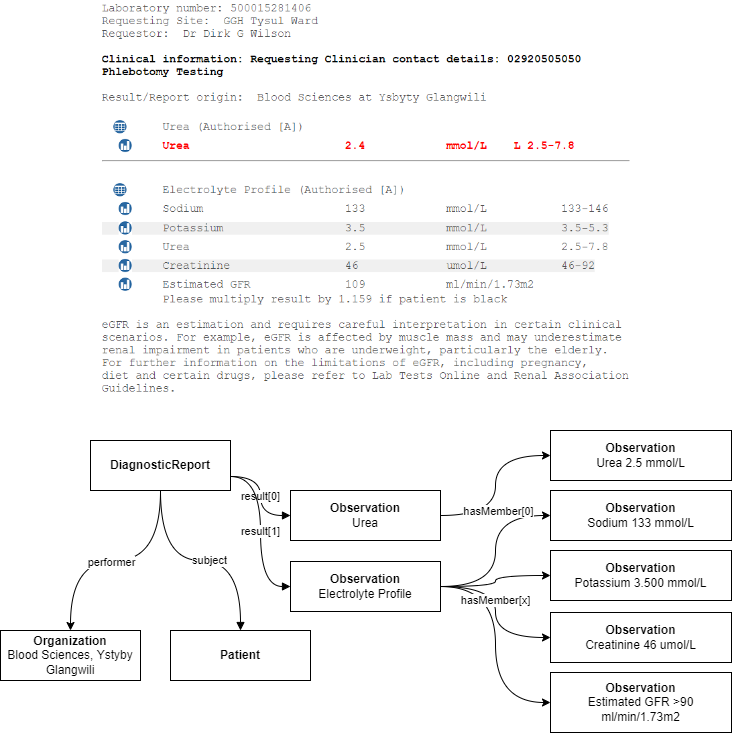 Laboratory number: 500015281406
Requesting Site:  GGH Tysul Ward
Requestor:  Dr Dirk G Wilson
Clinical information: Requesting Clinician contact details: 02920505050
Phlebotomy Testing
Result/Report origin:  Blood Sciences at Ysbyty Glangwili
Urea (Authorised [A])
Urea 2.4 mmol/L L 2.5-7.8
Electrolyte Profile (Authorised [A])
Sodium 133 mmol/L 133-146
Potassium 3.5 mmol/L 3.5-5.3
Urea 2.5 mmol/L 2.5-7.8
Creatinine 46 umol/L 46-92
Estimated GFR 109 ml/min/1.73m2
Please multiply result by 1.159 if patient is black
eGFR is an estimation and requires careful interpretation in certain clinical
scenarios. For example, eGFR is affected by muscle mass and may underestimate
renal impairment in patients who are underweight, particularly the elderly.
For further information on the limitations of eGFR, including pregnancy,
diet and certain drugs, please refer to Lab Tests Online and Renal Association
Guidelines.
DiagnosticReport
result[0]
result[1]
performer
subject
Organization
Blood Sciences, Ystyby
Glangwili
Patient
Observation
Urea
Observation
Electrolyte Profile
hasMember[0]
hasMember[x]
Observation
Urea 2.5 mmol/L
Observation
Sodium 133 mmol/L
Observation
Potassium 3.500 mmol/L
Observation
Creatinine 46 umol/L
Observation
Estimated GFR >90
ml/min/1.73m2